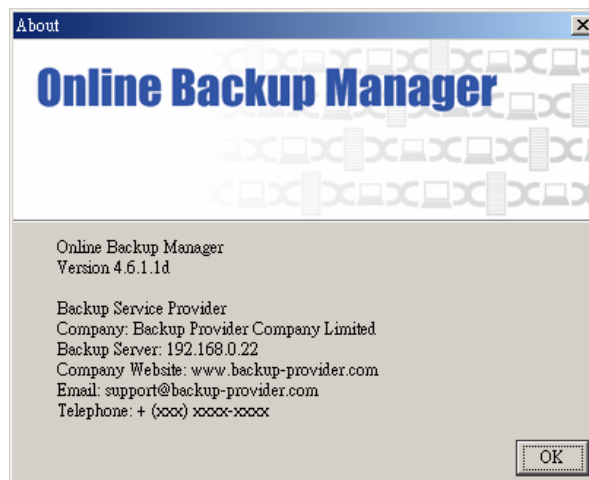 About
Online Backup Manager
Online Backup Manager
Version 4.6.1.1d
Backup Service Provider
Company: Backup Provider Company Limited
Backup Server: 192.168.0.22
Company Website: www.backup-provider.com
Email: support@backup-provider.com
Telephone: + (xxx) xxxx-xxxx
OK